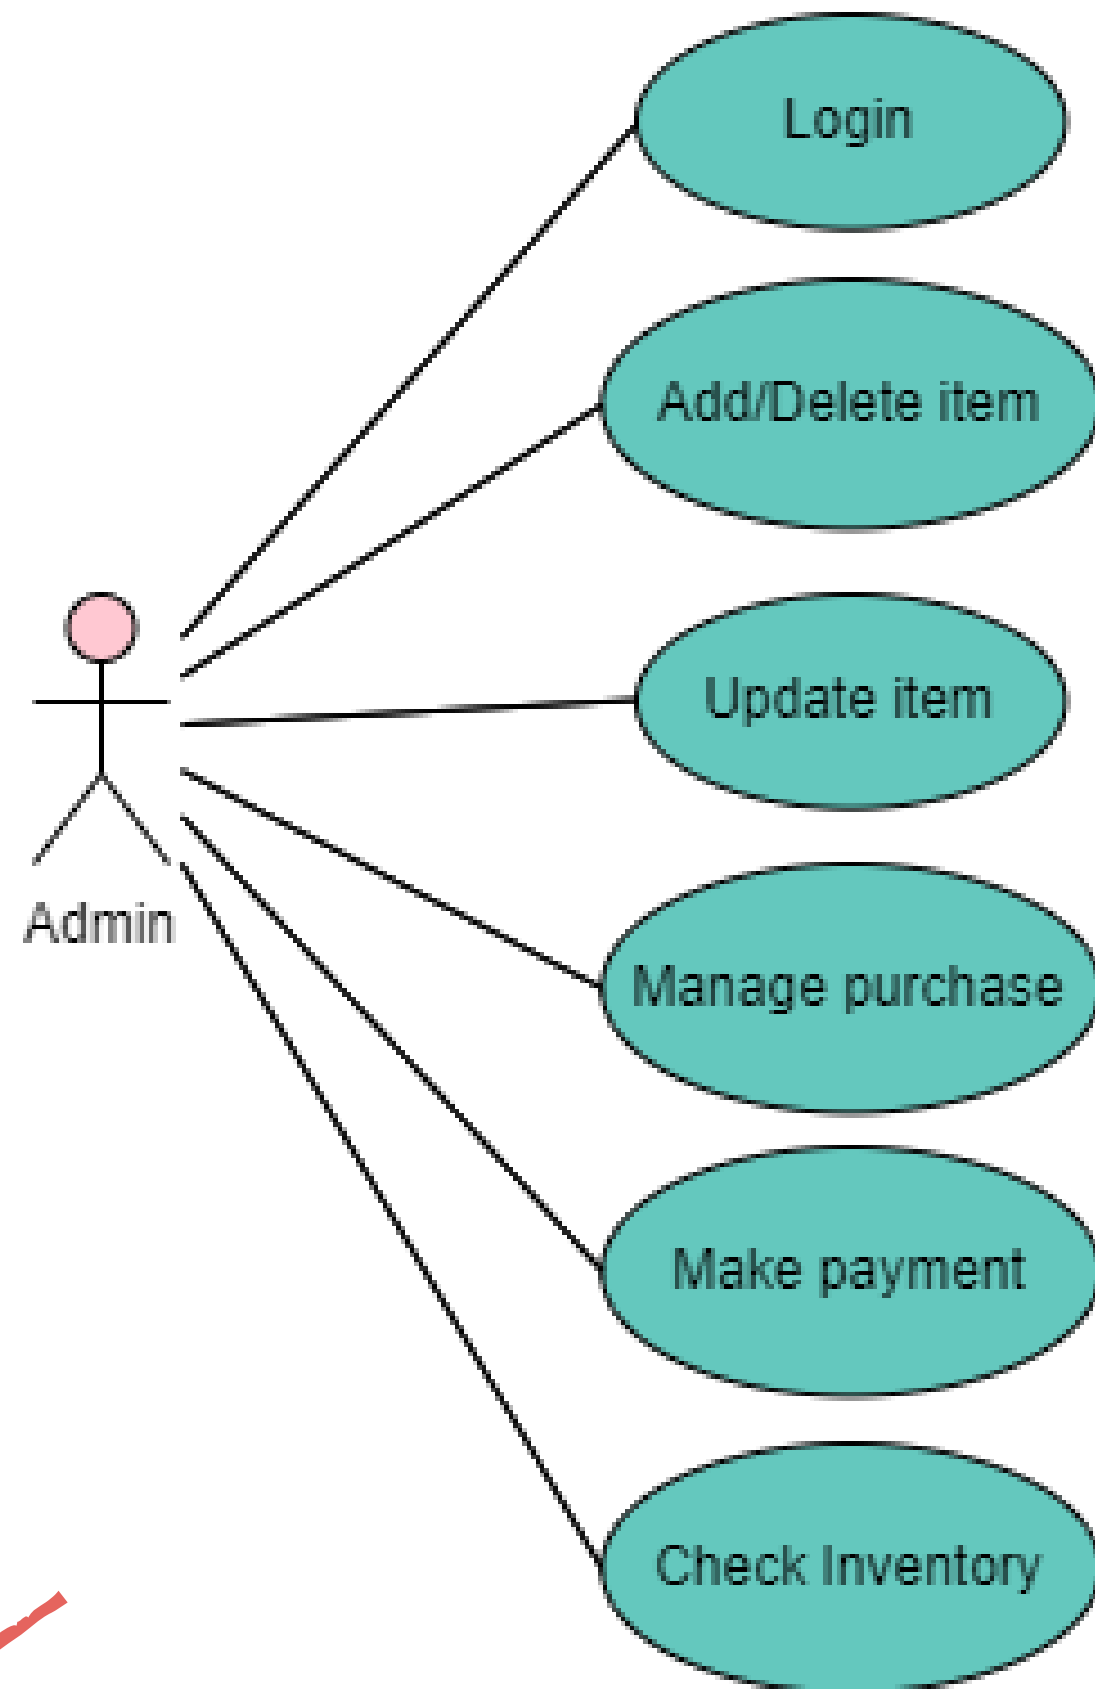 Login
Add/Delete item
Update item
Admin
Manage purchase
Make payment
Check Inventory